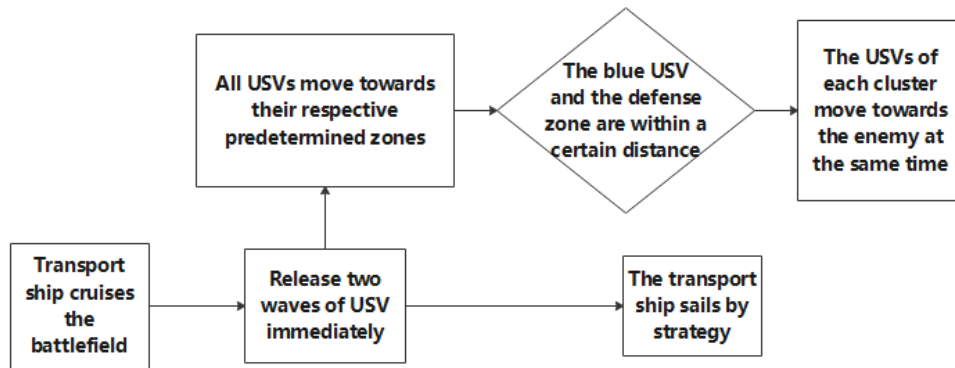 All USVs move towards
their respective
predetermined zones
The blue USV
and the defense
zone are within a
certain distance
The USVs of
each cluster
move towards
the enemy at
the same time
Transport
ship cruises
the
battlefield
Release two
waves of USV
immediately
The transport
ship sails by
strategy